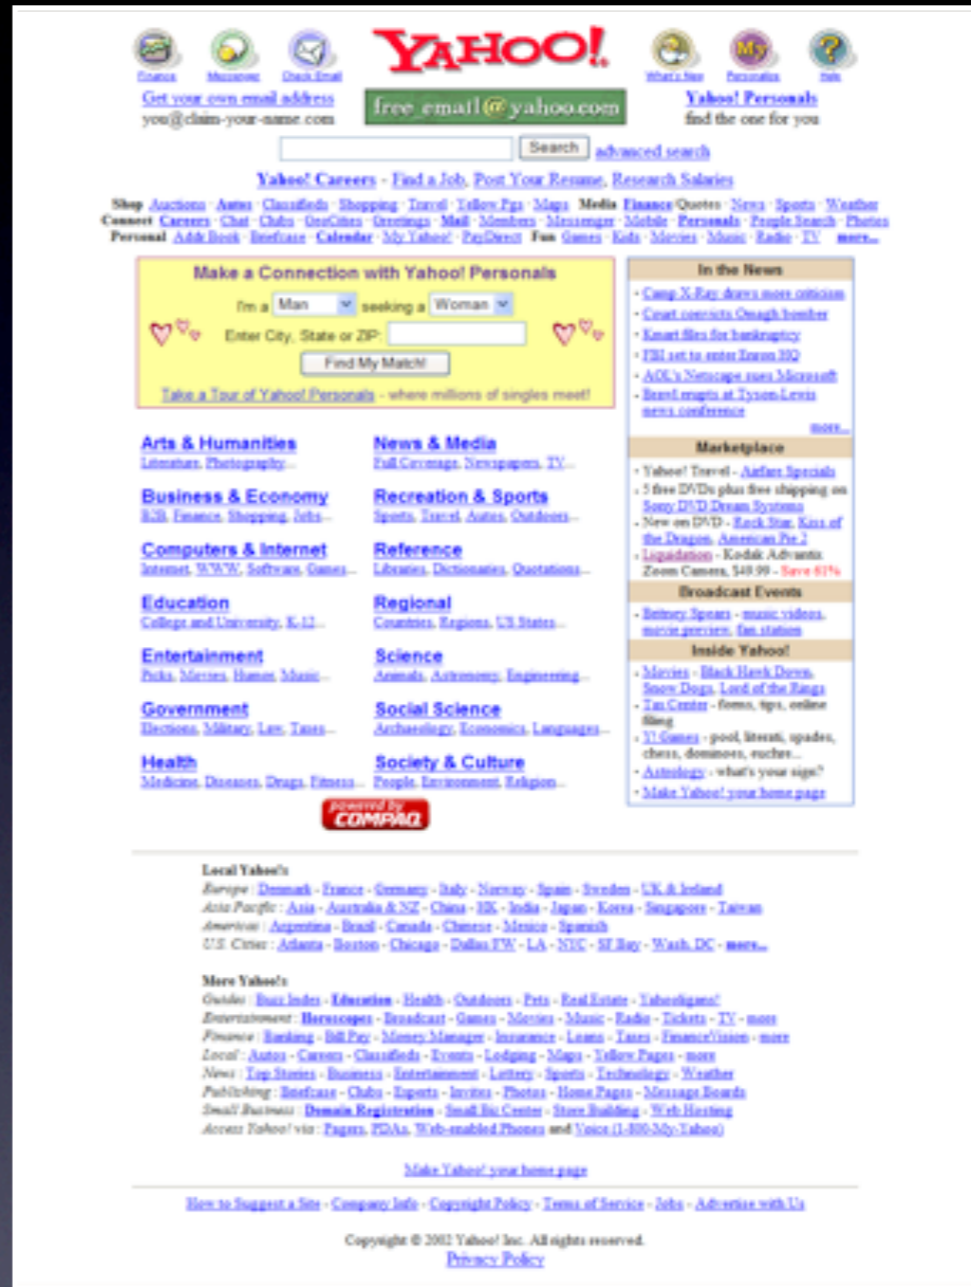 YAHOO!
Finance Messenger Check Email What's New Personalize Help
Get your own email address
you@claim-your-name.com
free email@yahoo.com
Yahoo! Personals
find the one for you
Search advanced search
Yahoo! Careers - Find a Job, Post Your Resume, Research Salaries
Shop Auctions · Autos · Classifieds · Shopping · Travel · Yellow Pgs · Maps Media Finance/Quotes · News · Sports · Weather
Connect Careers · Chat · Clubs · GeoCities · Greetings · Mail · Members · Messenger · Mobile · Personals · People Search · Photos
Personal Addr Book · Briefcase · Calendar · My Yahoo! · PayDirect Fun Games · Kids · Movies · Music · Radio · TV more...
Make a Connection with Yahoo! Personals
I'm a Man seeking a Woman
Enter City, State or ZIP:
Find My Match!
Take a Tour of Yahoo! Personals - where millions of singles meet!
Arts & Humanities
Literature, Photography...
Business & Economy
B2B, Finance, Shopping, Jobs...
Computers & Internet
Internet, WWW, Software, Games...
Education
College and University, K-12...
Entertainment
Picks, Movies, Humor, Music...
Government
Elections, Military, Law, Taxes...
Health
Medicine, Diseases, Drugs, Fitness...
News & Media
Full Coverage, Newspapers, TV...
Recreation & Sports
Sports, Travel, Autos, Outdoors...
Reference
Libraries, Dictionaries, Quotations...
Regional
Countries, Regions, US States...
Science
Animals, Astronomy, Engineering...
Social Science
Archaeology, Economics, Languages...
Society & Culture
People, Environment, Religion...
powered by
COMPAQ
In the News
· Camp X-Ray draws more criticism
· Court convicts Omagh bomber
· Kmart files for bankruptcy
· FBI set to enter Enron HQ
· AOL's Netscape sues Microsoft
· Brawl erupts at Tyson-Lewis
news conference
more...
Marketplace
· Yahoo! Travel - Airfare Specials
· 5 free DVDs plus free shipping on
Sony DVD Dream Systems
· New on DVD - Rock Star, Kiss of
the Dragon, American Pie 2
· Liquidation - Kodak Advantix
Zoom Camera, $49.99 - Save 61%
Broadcast Events
· Britney Spears - music videos,
movie preview, fan station
Inside Yahoo!
· Movies - Black Hawk Down,
Snow Dogs, Lord of the Rings
· Tax Center - forms, tips, online
filing
· Y! Games - pool, literati, spades,
chess, dominoes, euchre...
· Astrology - what's your sign?
· Make Yahoo! your home page
Local Yahoo!s
Europe : Denmark - France - Germany - Italy - Norway - Spain - Sweden - UK & Ireland
Asia Pacific : Asia - Australia & NZ - China - HK - India - Japan - Korea - Singapore - Taiwan
Americas : Argentina - Brazil - Canada - Chinese - Mexico - Spanish
U.S. Cities : Atlanta - Boston - Chicago - Dallas/FW - LA - NYC - SF Bay - Wash. DC - more...
More Yahoo!s
Guides : Buzz Index - Education - Health - Outdoors - Pets - Real Estate - Yahooligans!
Entertainment : Horoscopes - Broadcast - Games - Movies - Music - Radio - Tickets - TV - more
Finance : Banking - Bill Pay - Money Manager - Insurance - Loans - Taxes - FinanceVision - more
Local : Autos - Careers - Classifieds - Events - Lodging - Maps - Yellow Pages - more
News : Top Stories - Business - Entertainment - Lottery - Sports - Technology - Weather
Publishing : Briefcase - Clubs - Experts - Invites - Photos - Home Pages - Message Boards
Small Business : Domain Registration - Small Biz Center - Store Building - Web Hosting
Access Yahoo! via : Pagers, PDAs, Web-enabled Phones and Voice (1-800-My-Yahoo)
Make Yahoo! your home page
How to Suggest a Site - Company Info - Copyright Policy - Terms of Service - Jobs - Advertise with Us
Copyright © 2002 Yahoo! Inc. All rights reserved.
Privacy Policy